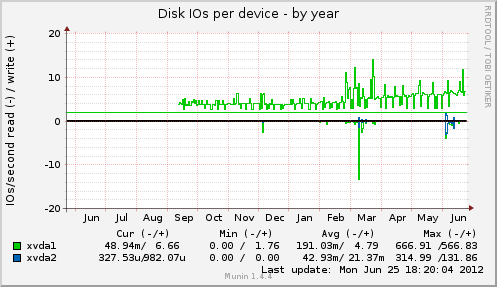 Disk IOs per device - by year
RRDTOOL / TOBI OETIKER
IOs/second read (-) / write (+)
20
10
0
-10
-20
Jun Jul Aug Sep Oct Nov Dec Jan Feb Mar Apr May Jun
Cur (-/+) Min (-/+) Avg (-/+) Max (-/+)
xvda1 48.94m/ 6.66 0.00 / 1.76 191.03m/ 4.79 666.91 /566.83
xvda2 327.53u/982.07u 0.00 / 0.00 42.93m/ 21.37m 314.99 /131.86
Last update: Mon Jun 25 18:20:04 2012
Munin 1.4.4